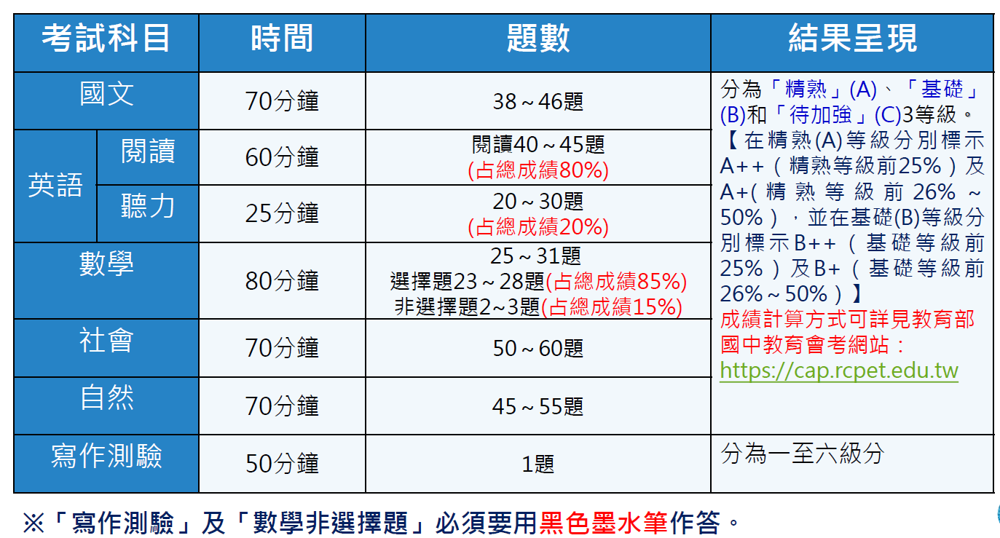 考試科目 時間 題數 結果呈現
國文 70分鐘 38～46題
英語
閱讀 60分鐘
閱讀40～45題
(占總成績80%)
聽力 25分鐘
20～30題
(占總成績20%)
數學 80分鐘
25～31題
選擇題23～28題(占總成績85%)
非選擇題2~3題(占總成績15%)
社會 70分鐘 50～60題
自然 70分鐘 45～55題
分為「精熟」(A)、「基礎」
(B)和「待加強」(C)3等級。
【在精熟(A)等級分別標示
A++（精熟等級前25%）及
A+(精熟等級前26%～
50%），並在基礎(B)等級分
別標示B++（基礎等級前
25%）及B+（基礎等級前
26%～50%）】
成績計算方式可詳見教育部
國中教育會考網站：
https://cap.rcpet.edu.tw
寫作測驗 50分鐘 1題 分為一至六級分
※「寫作測驗」及「數學非選擇題」必須要用黑色墨水筆作答。